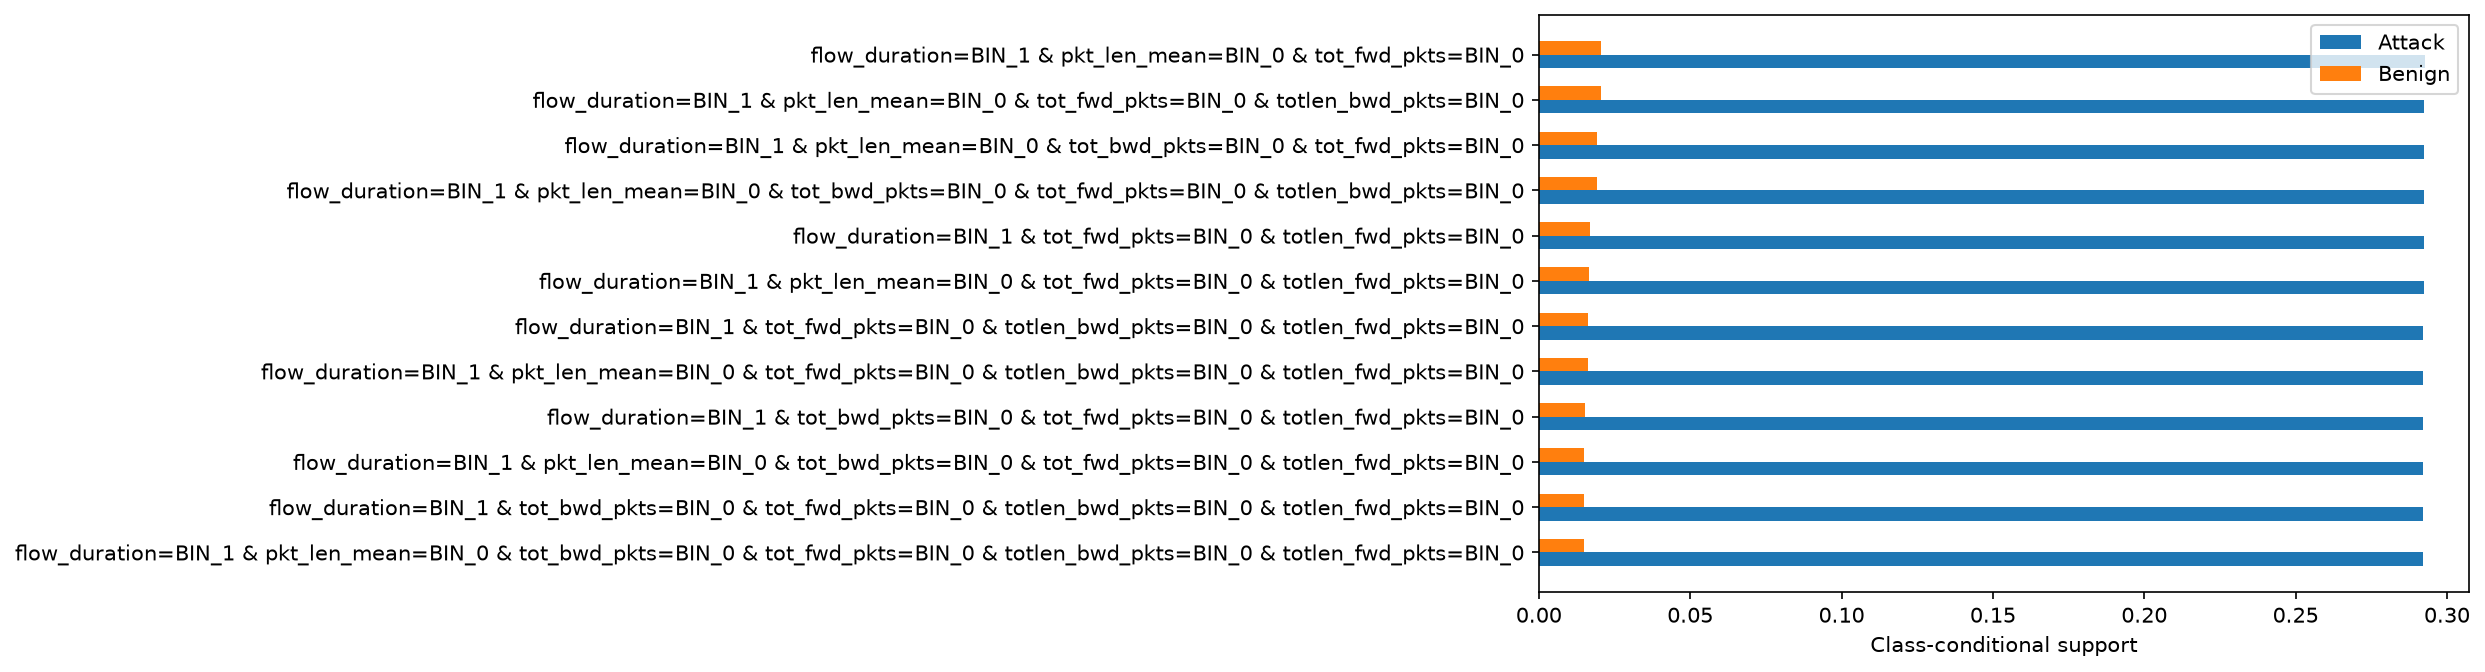 flow_duration=BIN_1 & pkt_len_mean=BIN_0 & tot_fwd_pkts=BIN_0
flow_duration=BIN_1 & pkt_len_mean=BIN_0 & tot_fwd_pkts=BIN_0 & totlen_bwd_pkts=BIN_0
flow_duration=BIN_1 & pkt_len_mean=BIN_0 & tot_bwd_pkts=BIN_0 & tot_fwd_pkts=BIN_0
flow_duration=BIN_1 & pkt_len_mean=BIN_0 & tot_bwd_pkts=BIN_0 & tot_fwd_pkts=BIN_0 & totlen_bwd_pkts=BIN_0
flow_duration=BIN_1 & tot_fwd_pkts=BIN_0 & totlen_fwd_pkts=BIN_0
flow_duration=BIN_1 & pkt_len_mean=BIN_0 & tot_fwd_pkts=BIN_0 & totlen_fwd_pkts=BIN_0
flow_duration=BIN_1 & tot_fwd_pkts=BIN_0 & totlen_bwd_pkts=BIN_0 & totlen_fwd_pkts=BIN_0
flow_duration=BIN_1 & pkt_len_mean=BIN_0 & tot_fwd_pkts=BIN_0 & totlen_bwd_pkts=BIN_0 & totlen_fwd_pkts=BIN_0
flow_duration=BIN_1 & tot_bwd_pkts=BIN_0 & tot_fwd_pkts=BIN_0 & totlen_fwd_pkts=BIN_0
flow_duration=BIN_1 & pkt_len_mean=BIN_0 & tot_bwd_pkts=BIN_0 & tot_fwd_pkts=BIN_0 & totlen_fwd_pkts=BIN_0
flow_duration=BIN_1 & tot_bwd_pkts=BIN_0 & tot_fwd_pkts=BIN_0 & totlen_bwd_pkts=BIN_0 & totlen_fwd_pkts=BIN_0
flow_duration=BIN_1 & pkt_len_mean=BIN_0 & tot_bwd_pkts=BIN_0 & tot_fwd_pkts=BIN_0 & totlen_bwd_pkts=BIN_0 & totlen_fwd_pkts=BIN_0
Attack
Benign
0.00 0.05 0.10 0.15 0.20 0.25 0.30
Class-conditional support